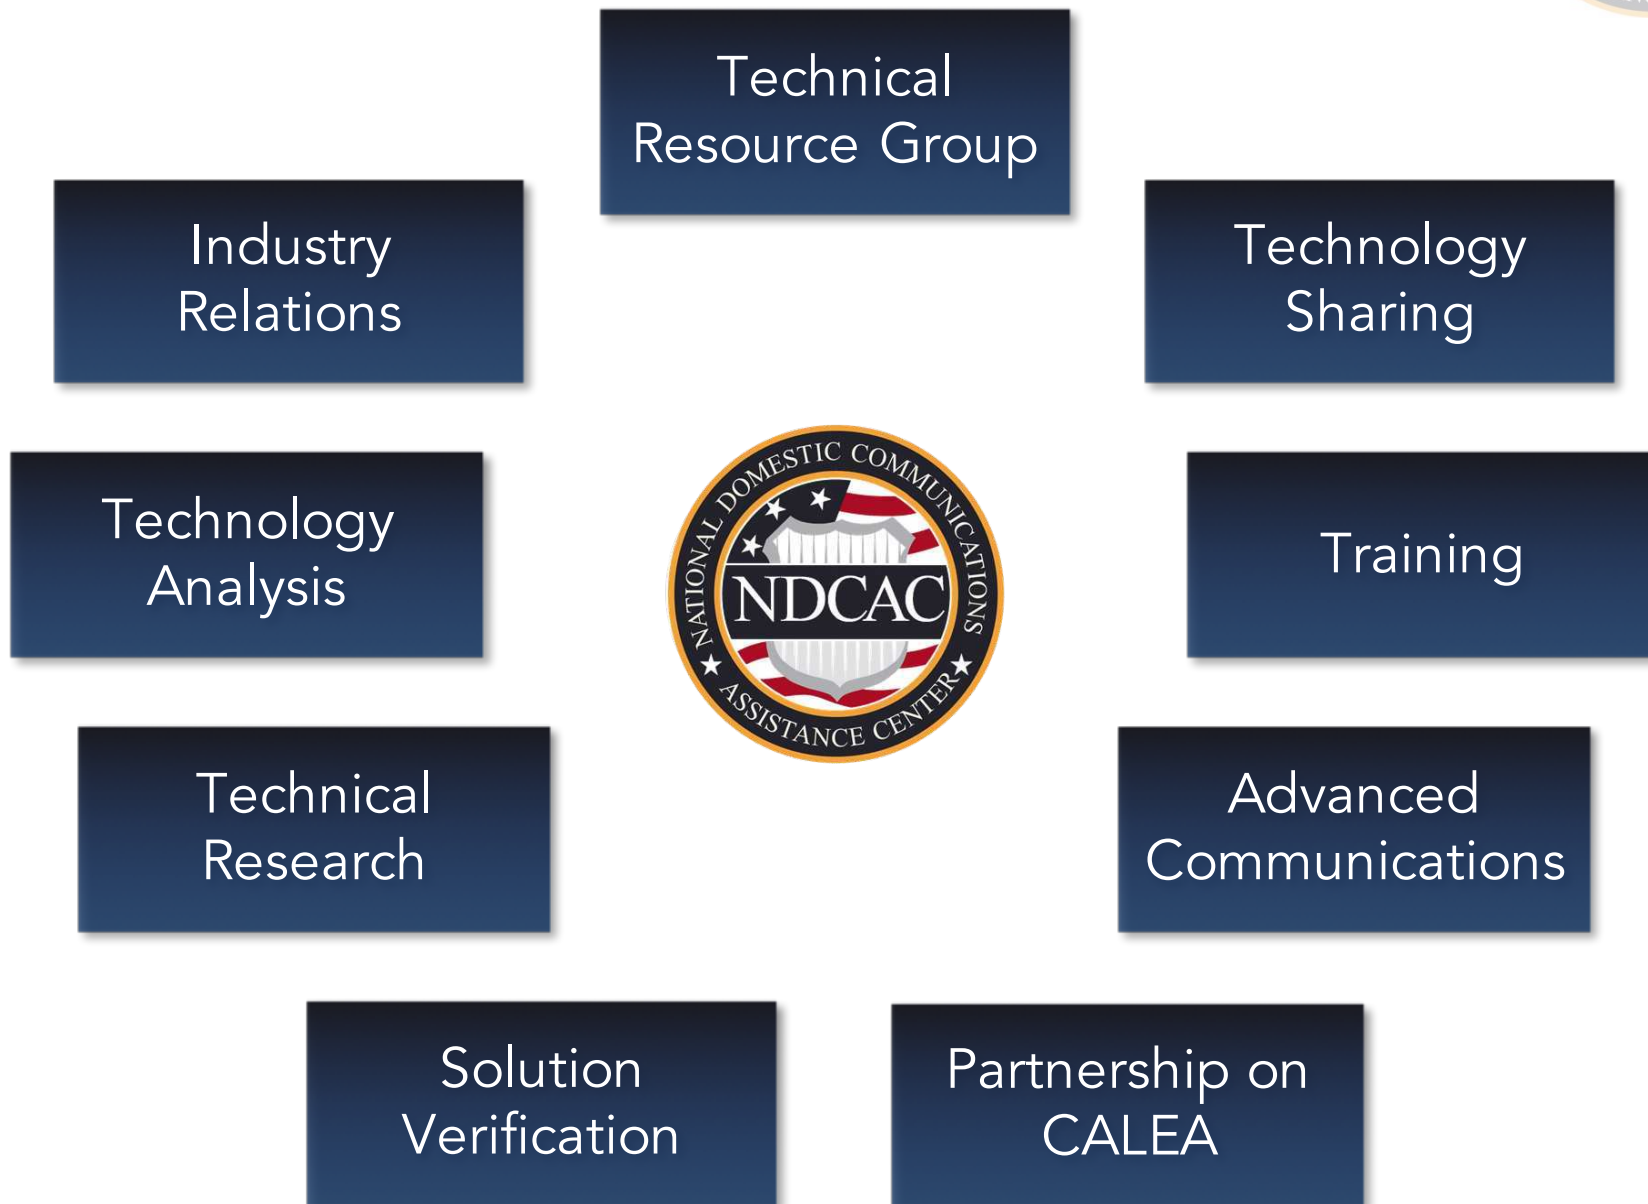 Technical
Resource Group
Industry
Relations
Technology
Sharing
NATIONAL DOMESTIC COMMUNICATIONS
NDCAC
★ ASSISTANCE CENTER ★
Technology
Analysis
Training
Technical
Research
Advanced
Communications
Solution
Verification
Partnership on
CALEA